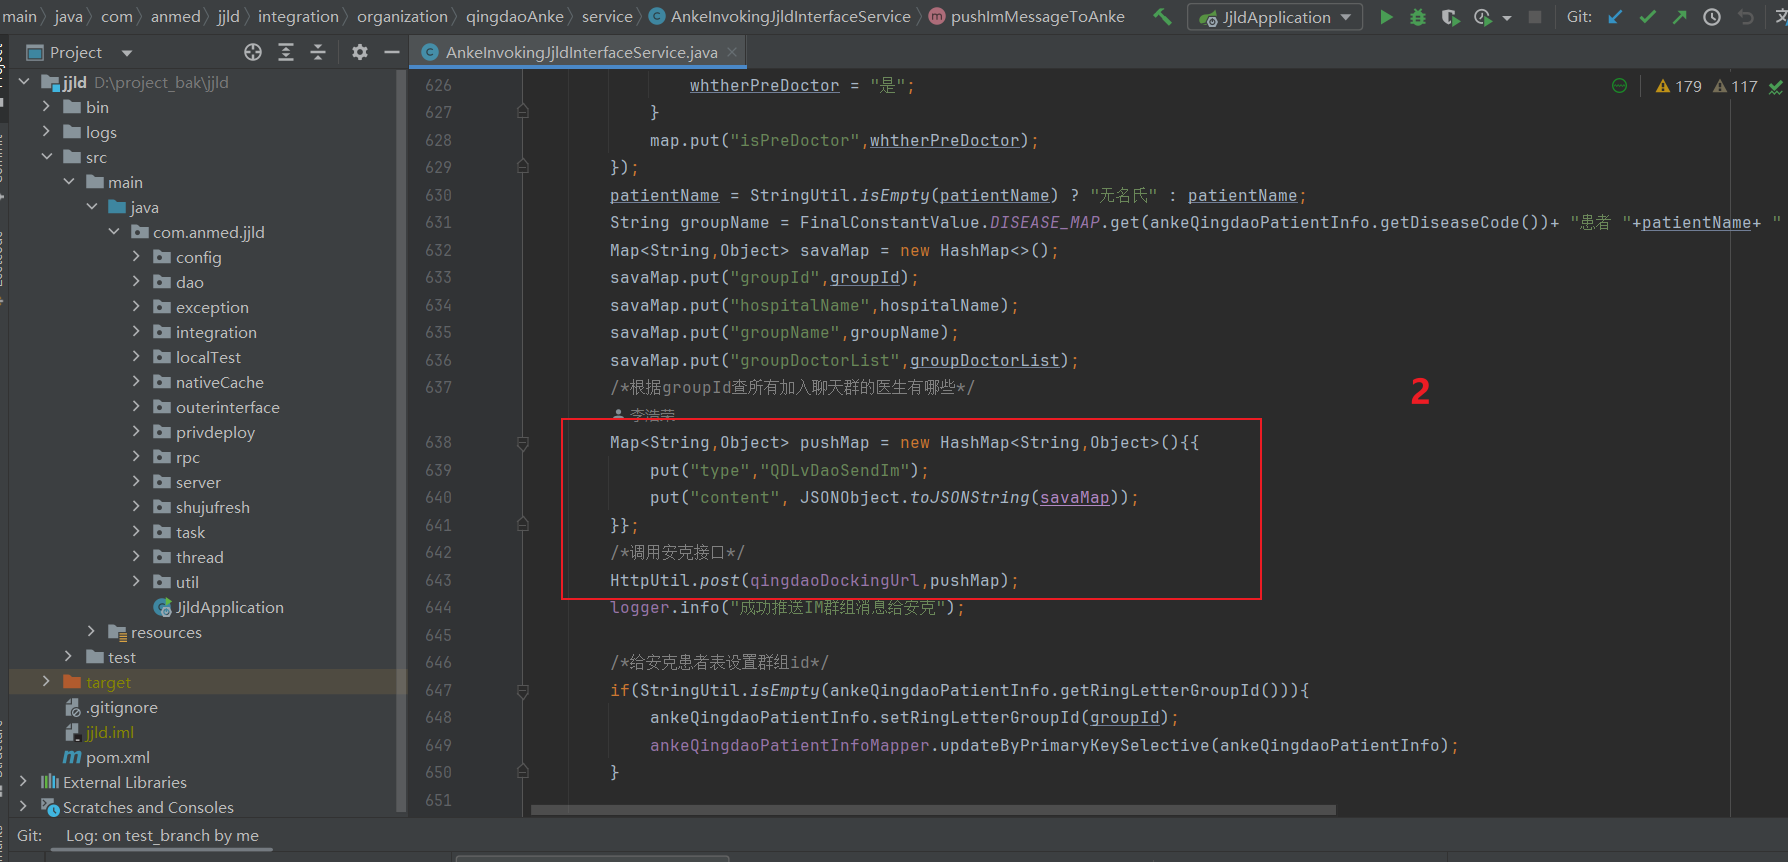 main › java › com › anmed › jjld › integration › organization › qingdaoAnke › service › AnkeInvokingJjldInterfaceService › pushImMessageToAnke
JjldApplication
Git:
Project
AnkeInvokingJjldInterfaceService.java
jjld D:\project_bak\jjld
bin
logs
src
main
java
com.anmed.jjld
config
dao
exception
integration
localTest
nativeCache
outerinterface
privdeploy
rpc
server
shujufresh
task
thread
util
JjldApplication
resources
test
target
.gitignore
jjld.iml
pom.xml
External Libraries
Scratches and Consoles
179 117
626 whtherPreDoctor = "是";
627 }
628 map.put("isPreDoctor",whtherPreDoctor);
629 });
630 patientName = StringUtil.isEmpty(patientName) ? "无名氏" : patientName;
631 String groupName = FinalConstantValue.DISEASE_MAP.get(ankeQingdaoPatientInfo.getDiseaseCode())+ "患者 "+patientName+ "
632 Map<String,Object> savaMap = new HashMap<>();
633 savaMap.put("groupId",groupId);
634 savaMap.put("hospitalName",hospitalName);
635 savaMap.put("groupName",groupName);
636 savaMap.put("groupDoctorList",groupDoctorList);
637 /*根据groupId查所有加入聊天群的医生有哪些*/
李浩荣
638 Map<String,Object> pushMap = new HashMap<String,Object>(){{
639 put("type","QDLvDaoSendIm");
640 put("content", JSONObject.toJSONString(savaMap));
641 }};
642 /*调用安克接口*/
643 HttpUtil.post(qingdaoDockingUrl,pushMap);
644 logger.info("成功推送IM群组消息给安克");
645
646 /*给安克患者表设置群组id*/
647 if(StringUtil.isEmpty(ankeQingdaoPatientInfo.getRingLetterGroupId())){
648 ankeQingdaoPatientInfo.setRingLetterGroupId(groupId);
649 ankeQingdaoPatientInfoMapper.updateByPrimaryKeySelective(ankeQingdaoPatientInfo);
650 }
651
2
Git: Log: on test_branch by me